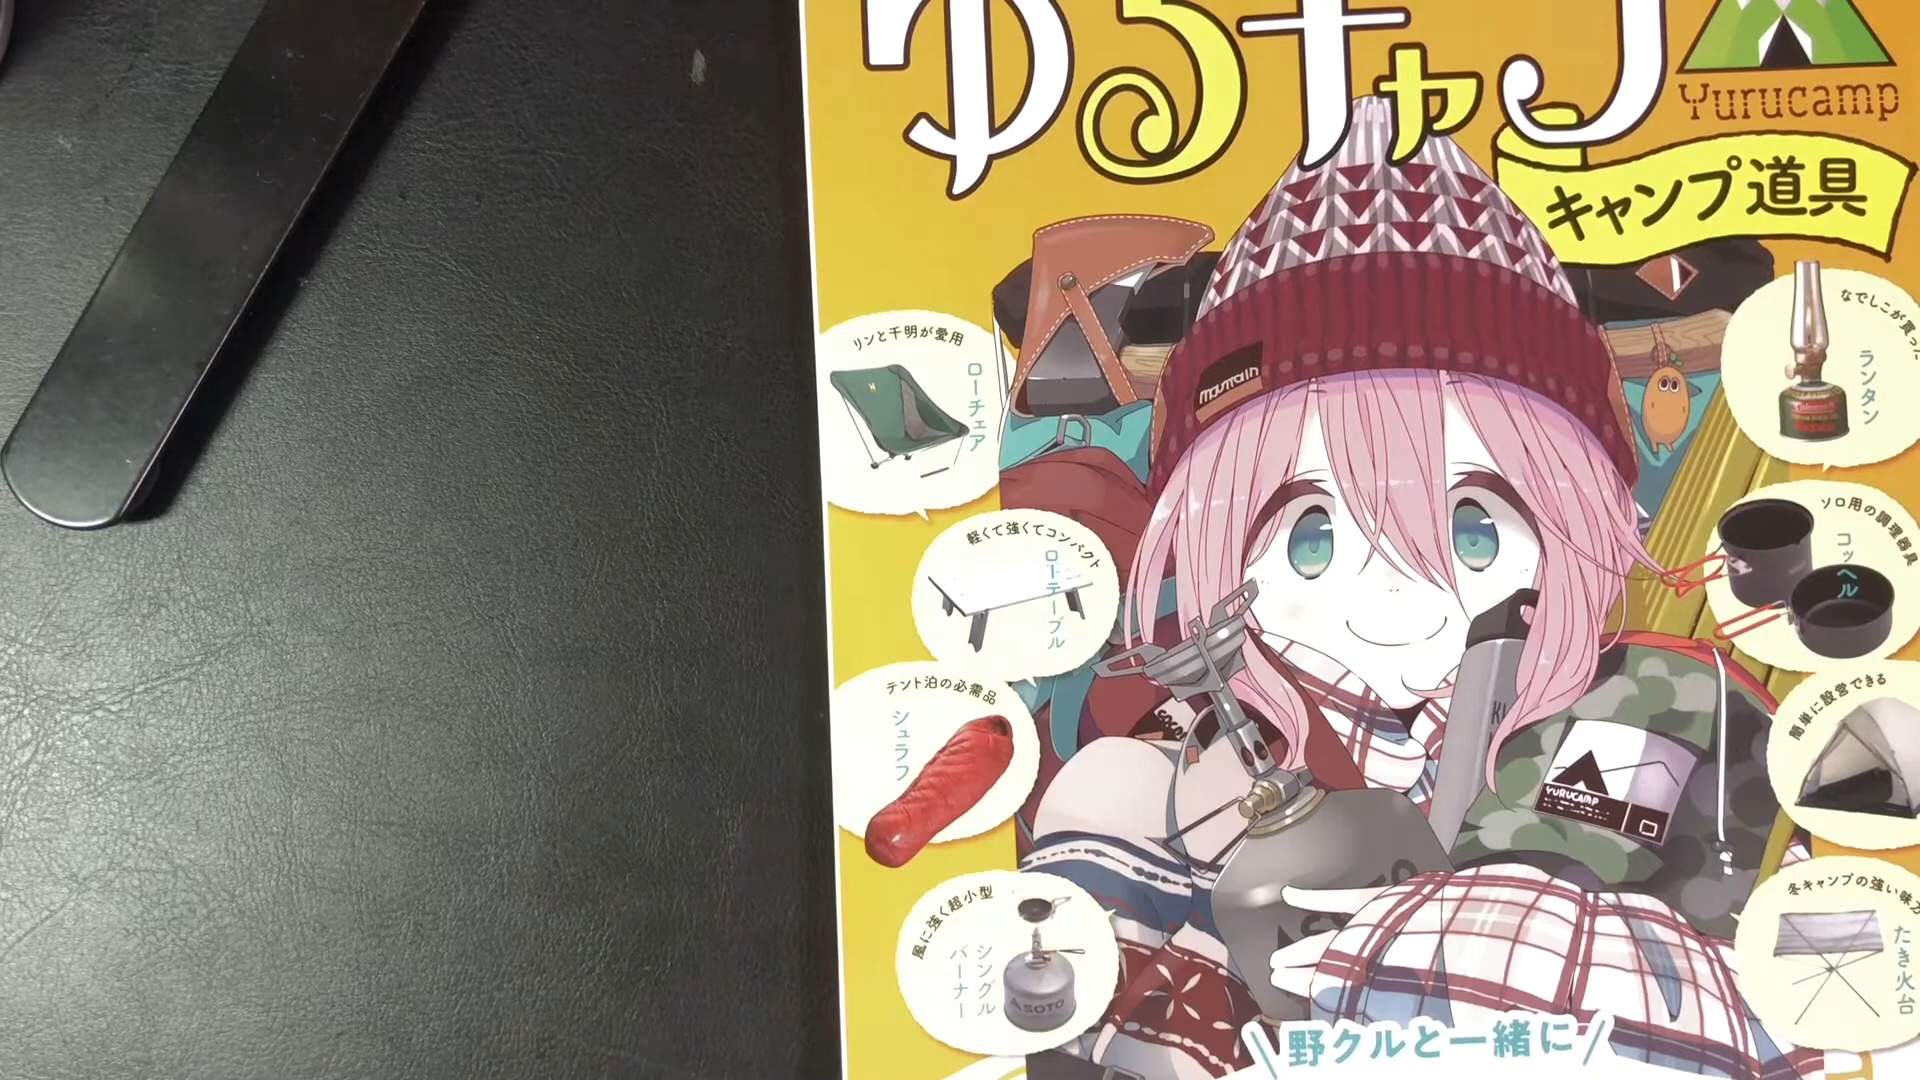 ゆるキャン
Yurucamp
キャンプ道具
リンと千明が愛用
ローチェア
なでしこが買った
ランタン
Coleman
mountain
軽くて強くてコンパクト
ローテーブル
ソロ用の調理器具
コッヘル
テント泊の必需品
シュラフ
簡単に設営できる
YURUCAMP
風に強く超小型
シングル
バーナー
SOTO
冬キャンプの強い味方
たき火台
\野クルと一緒に/